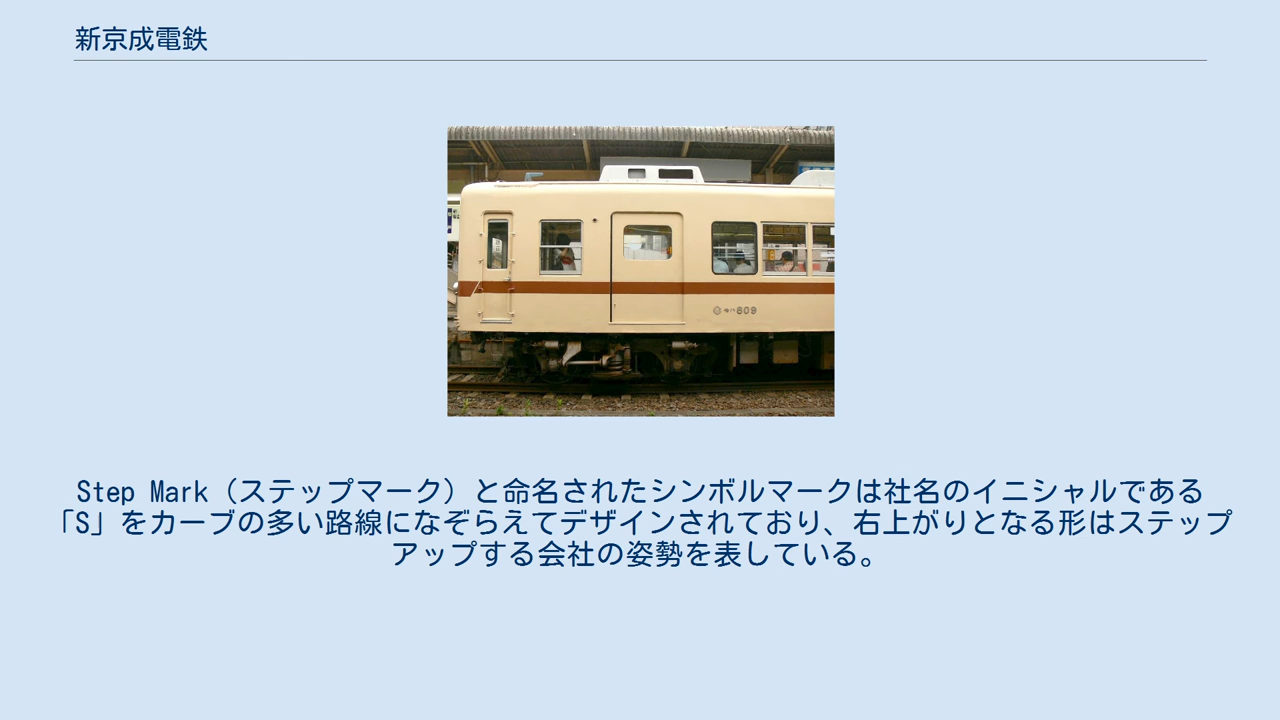 新京成電鉄
609
Step Mark（ステップマーク）と命名されたシンボルマークは社名のイニシャルである
「S」をカーブの多い路線になぞらえてデザインされており、右上がりとなる形はステップ
アップする会社の姿勢を表している。